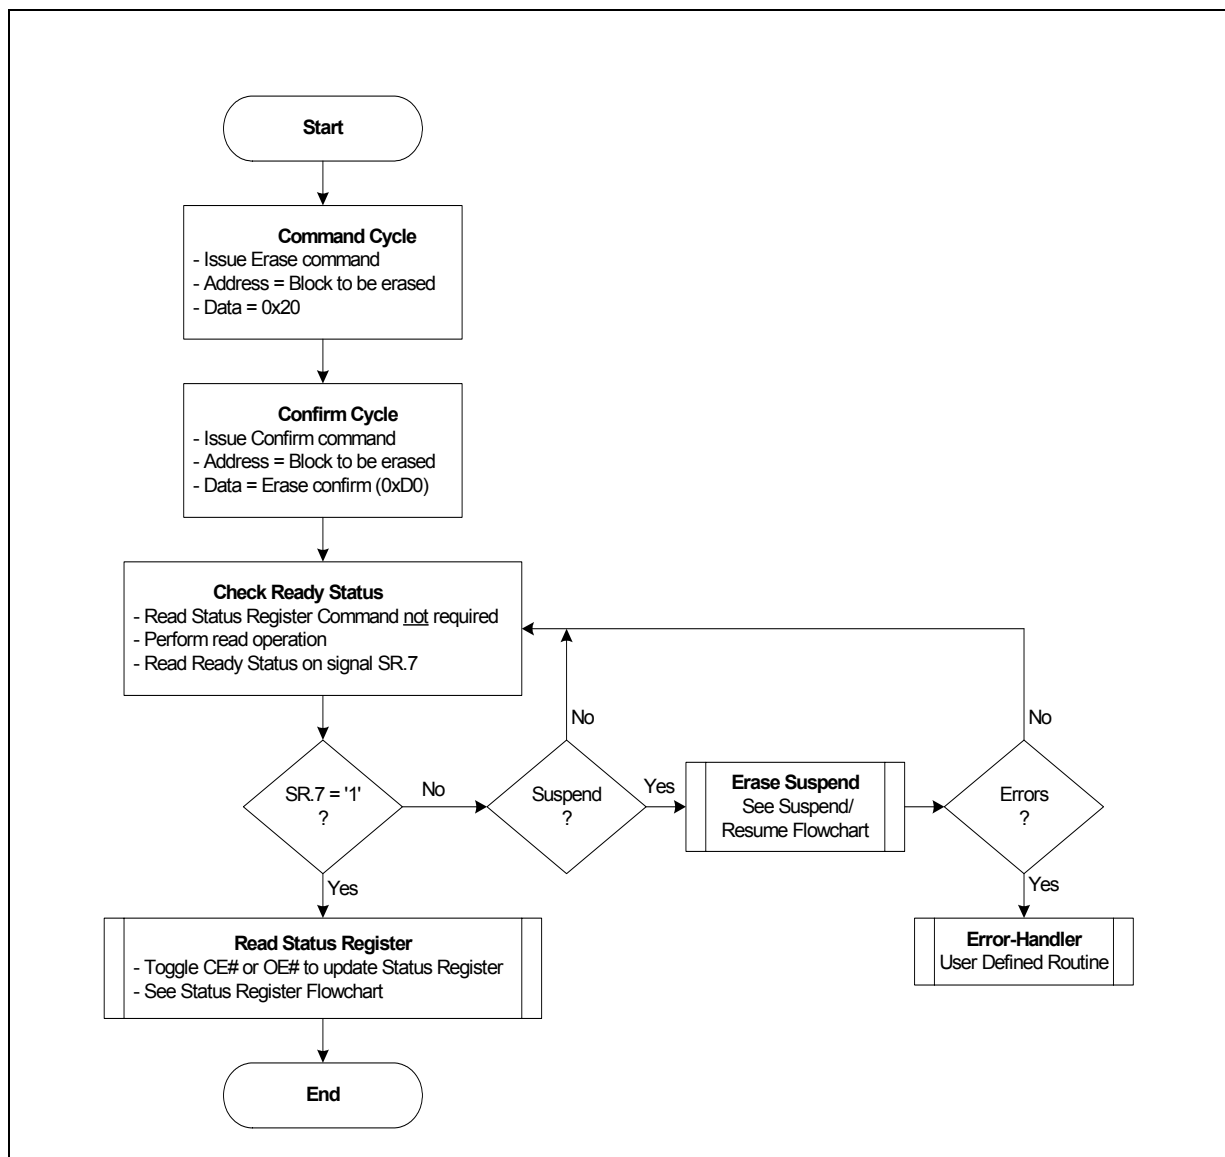 Start
Command Cycle
- Issue Erase command
- Address = Block to be erased
- Data = 0x20
Confirm Cycle
- Issue Confirm command
- Address = Block to be erased
- Data = Erase confirm (0xD0)
Check Ready Status
- Read Status Register Command not required
- Perform read operation
- Read Ready Status on signal SR.7
No
No
SR.7 = '1'
?
No
Suspend
?
Yes
Erase Suspend
See Suspend/
Resume Flowchart
Errors
?
Yes
Yes
Read Status Register
- Toggle CE# or OE# to update Status Register
- See Status Register Flowchart
Error-Handler
User Defined Routine
End